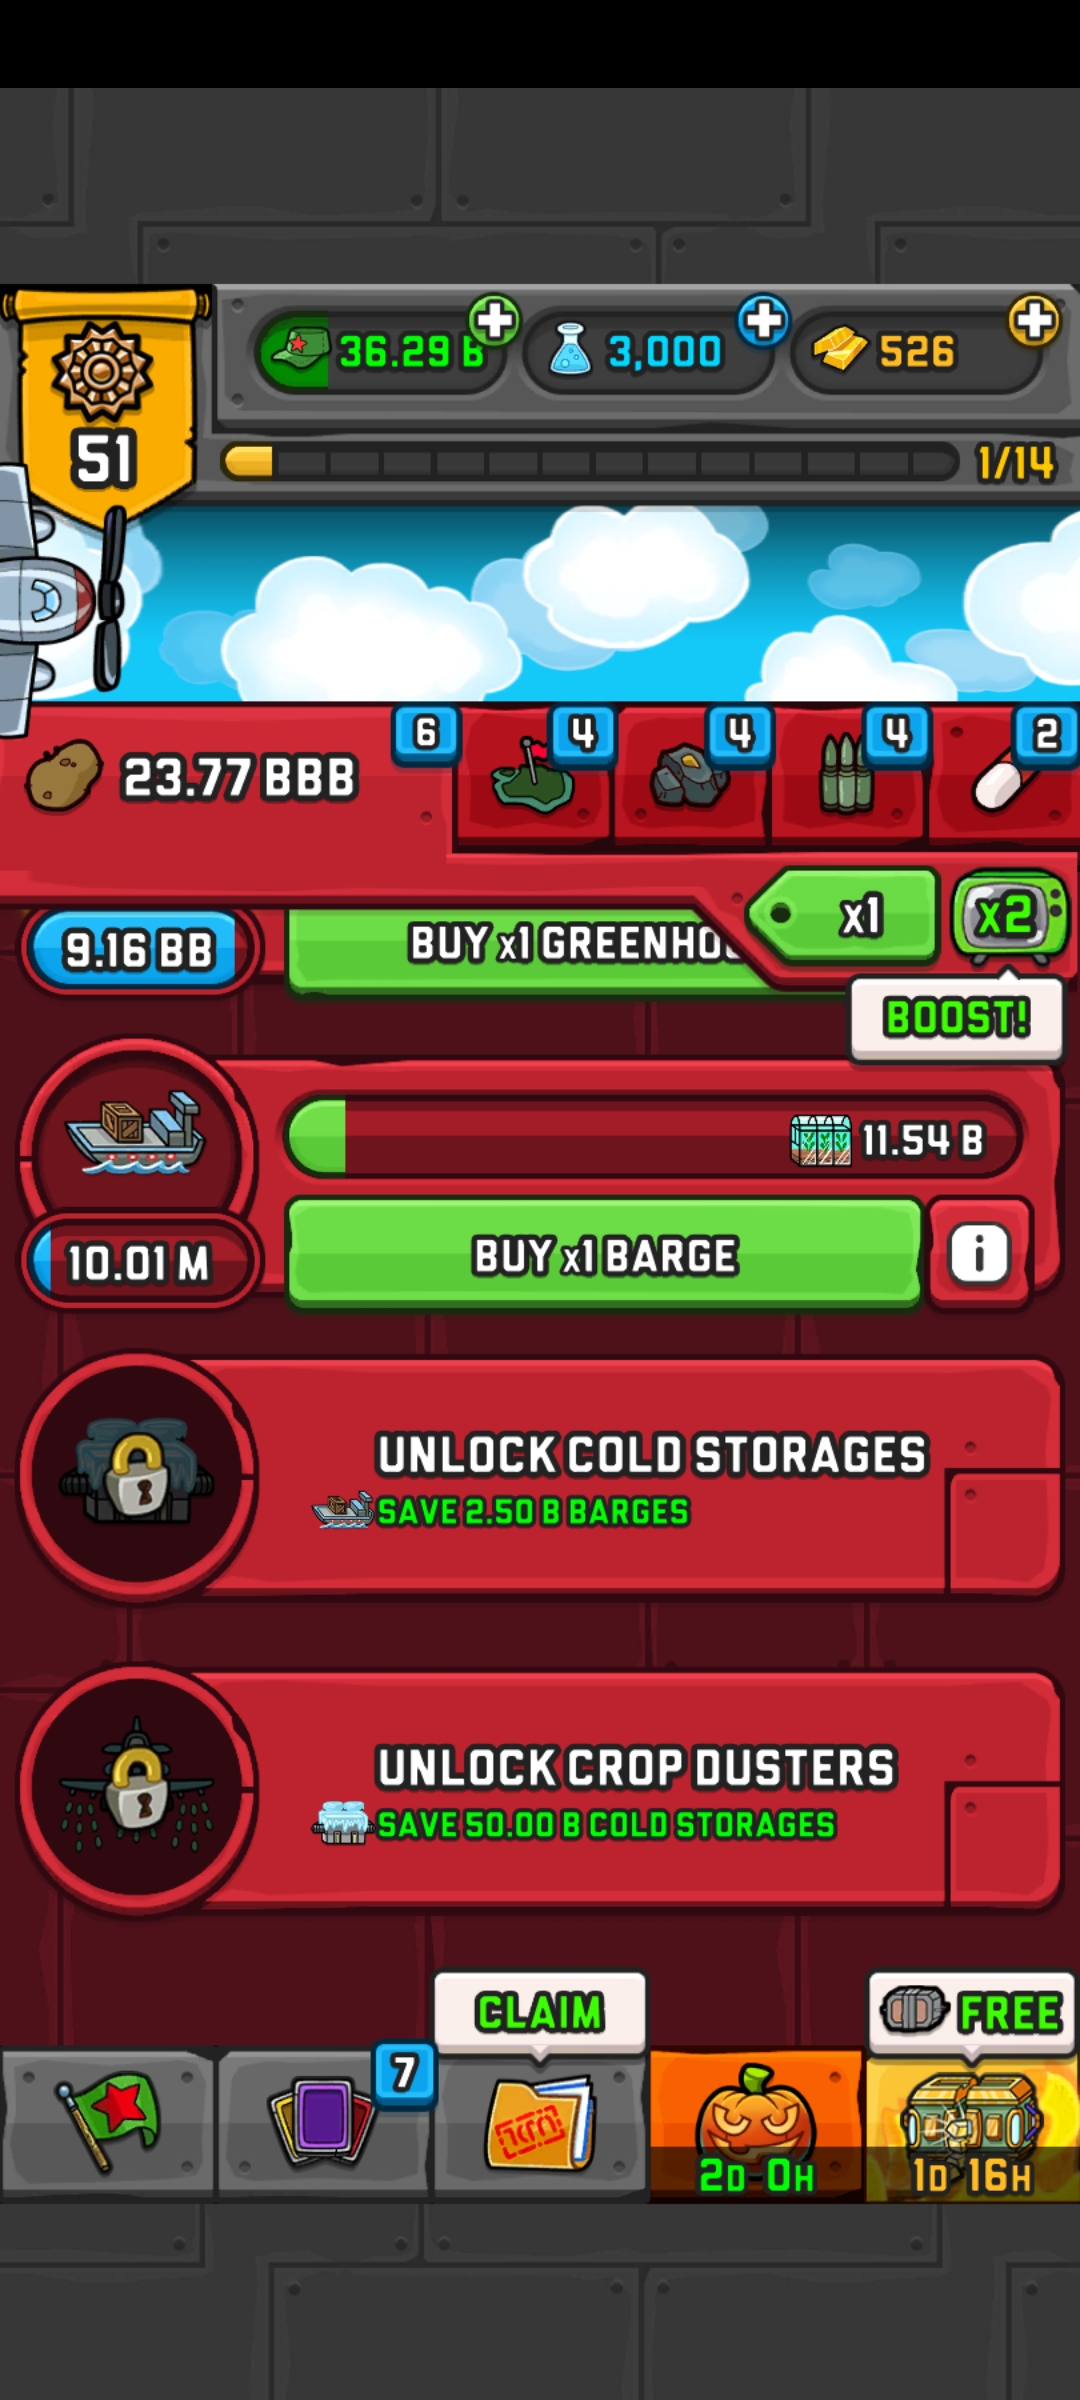 36.29 B
3,000
526
51
1/14
6
4
4
4
2
23.77 BBB
x1
x2
9.16 BB
BUY x1 GREENHO
BOOST!
11.54 B
10.01 M
BUY x1 BARGE
i
UNLOCK COLD STORAGES
SAVE 2.50 B BARGES
UNLOCK CROP DUSTERS
SAVE 50.00 B COLD STORAGES
CLAIM
FREE
7
2D 0H
1D 16H